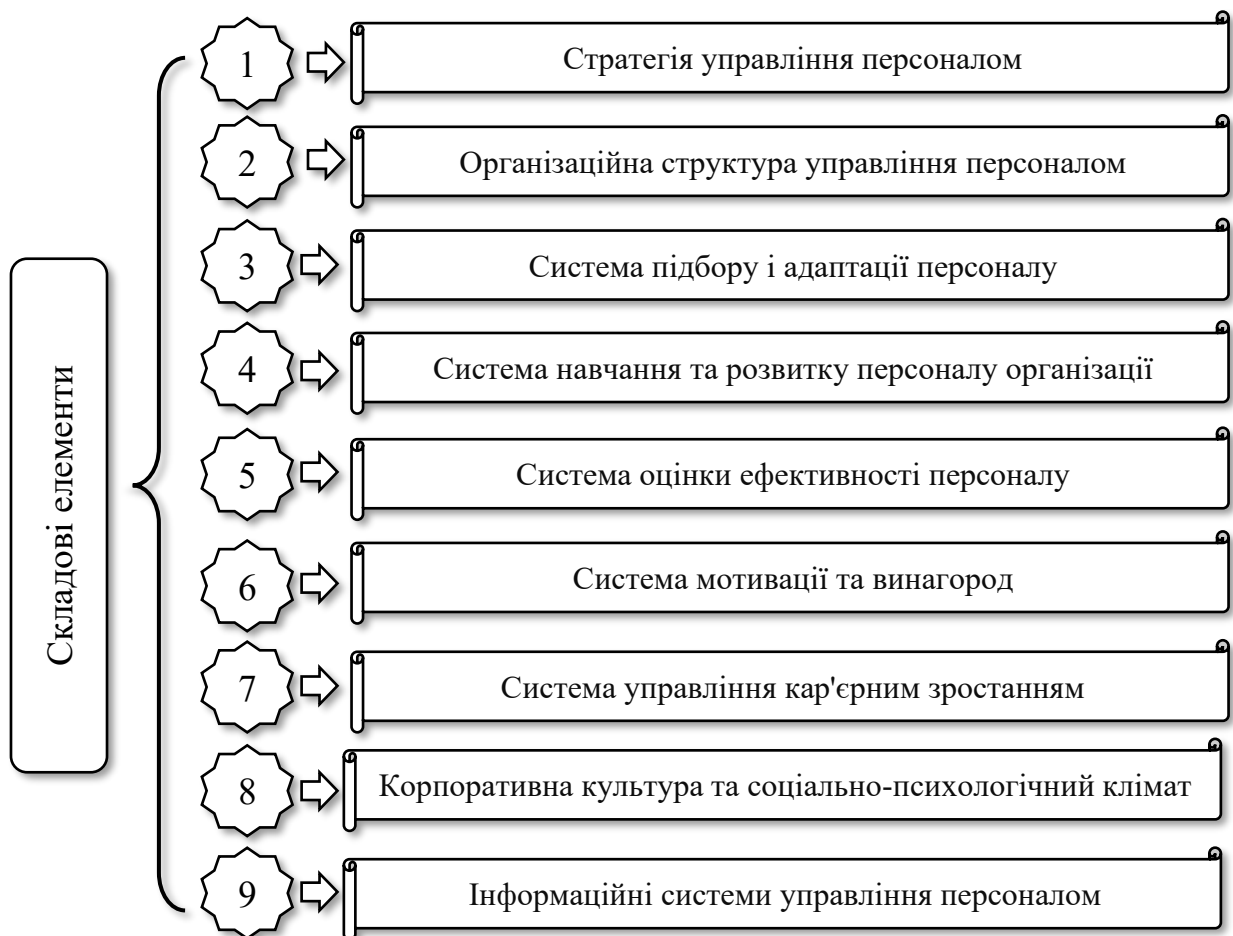 Складові елементи
1
Стратегія управління персоналом
2
Організаційна структура управління персоналом
3
Система підбору і адаптації персоналу
4
Система навчання та розвитку персоналу організації
5
Система оцінки ефективності персоналу
6
Система мотивації та винагород
7
Система управління кар'єрним зростанням
8
Корпоративна культура та соціально-психологічний клімат
9
Інформаційні системи управління персоналом